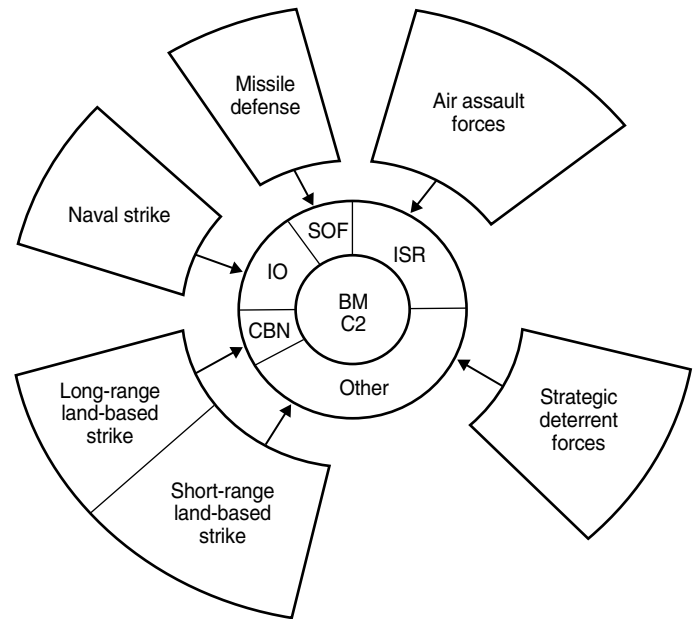 Missile
defense
Air assault
forces
Naval strike
SOF
ISR
IO
BM
C2
CBN
Other
Long-range
land-based
strike
Short-range
land-based
strike
Strategic
deterrent
forces